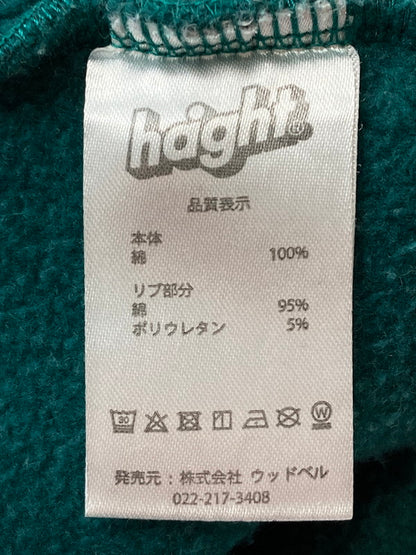 haight
品質表示
本体
綿 100%
リブ部分
綿 95%
ポリウレタン 5%
30
W
発売元：株式会社 ウッドベル
022-217-3408